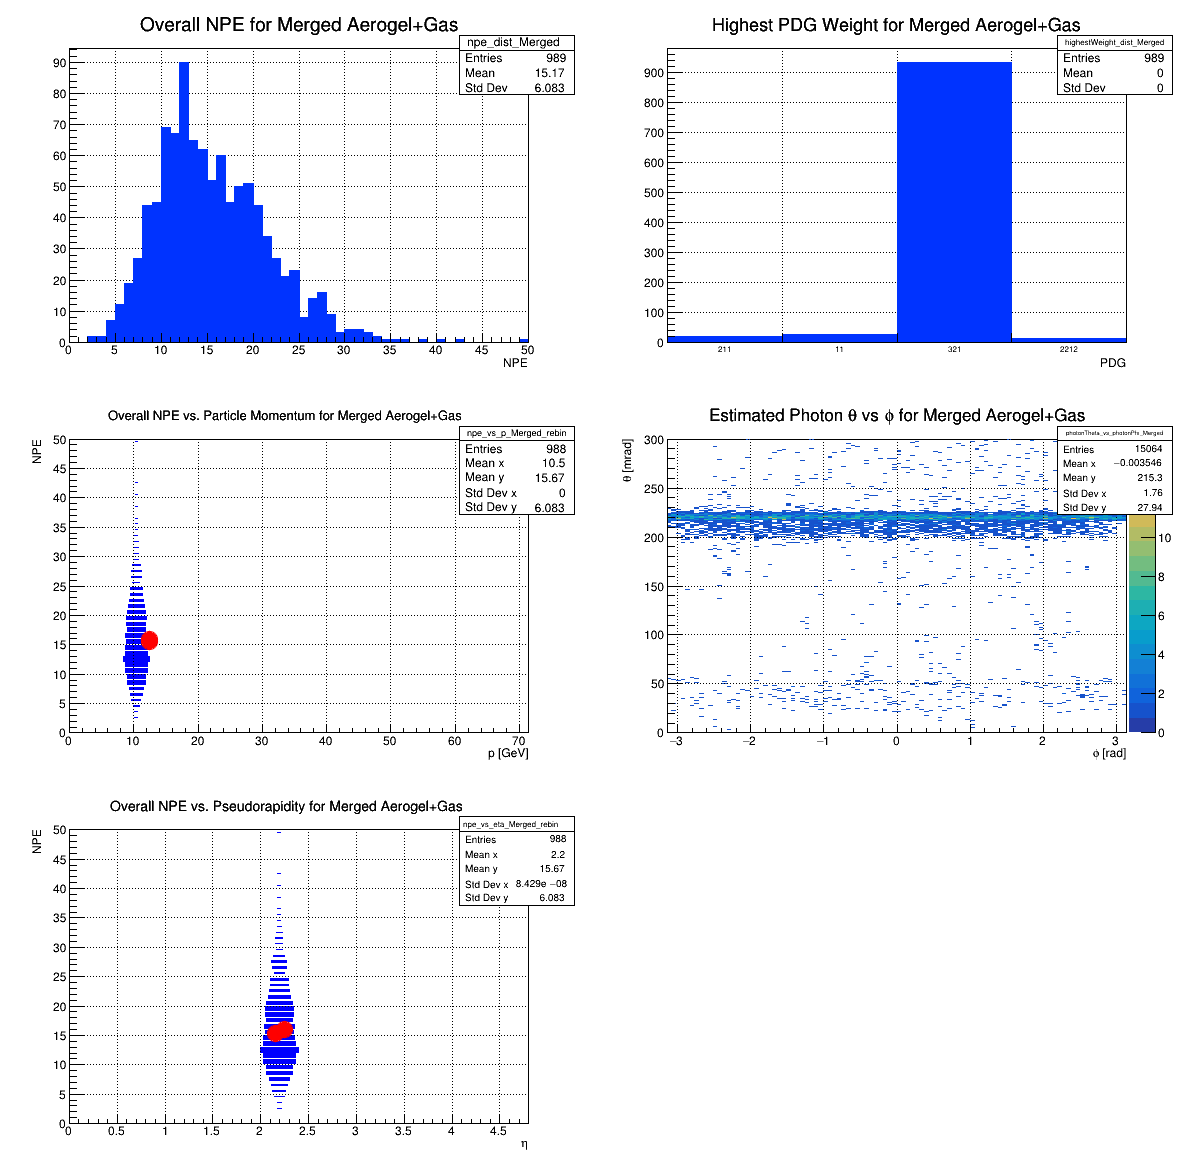 Overall NPE for Merged Aerogel+Gas
npe_dist_Merged
Entries 989
Mean 15.17
Std Dev 6.083
90
80
70
60
50
40
30
20
10
0
0 5 10 15 20 25 30 35 40 45 50
NPE
Highest PDG Weight for Merged Aerogel+Gas
highestWeight_dist_Merged
Entries 989
Mean 0
Std Dev 0
900
800
700
600
500
400
300
200
100
0
211 11 321 2212
PDG
Overall NPE vs. Particle Momentum for Merged Aerogel+Gas
npe_vs_p_Merged_rebin
Entries 988
Mean x 10.5
Mean y 15.67
Std Dev x 0
Std Dev y 6.083
NPE
50
45
40
35
30
25
20
15
10
5
0
0 10 20 30 40 50 60 70
p [GeV]
Estimated Photon θ vs ϕ for Merged Aerogel+Gas
photonTheta_vs_photonPhi_Merged
Entries 15064
Mean x −0.003546
Mean y 215.3
Std Dev x 1.76
Std Dev y 27.94
θ [mrad]
300
250
200
150
100
50
0
−3 −2 −1 0 1 2 3
ϕ [rad]
10
8
6
4
2
0
Overall NPE vs. Pseudorapidity for Merged Aerogel+Gas
npe_vs_eta_Merged_rebin
Entries 988
Mean x 2.2
Mean y 15.67
Std Dev x 8.429e −08
Std Dev y 6.083
NPE
50
45
40
35
30
25
20
15
10
5
0
0 0.5 1 1.5 2 2.5 3 3.5 4 4.5
η